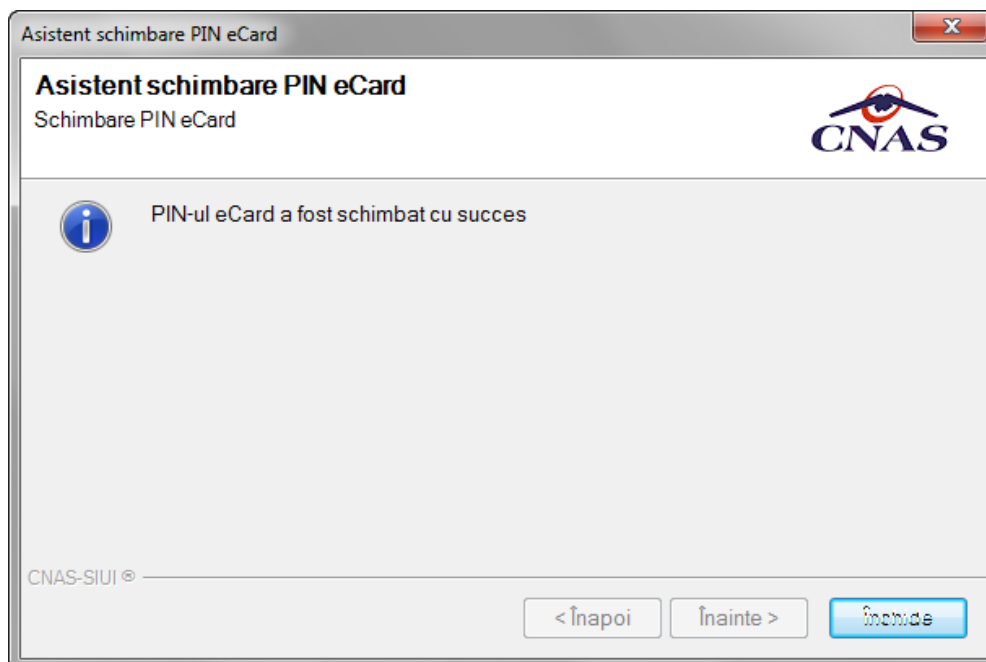 Asistent schimbare PIN eCard
Asistent schimbare PIN eCard
Schimbare PIN eCard
CNAS
PIN-ul eCard a fost schimbat cu succes
CNAS-SIUI ®
< Înapoi
Înainte >
Închide